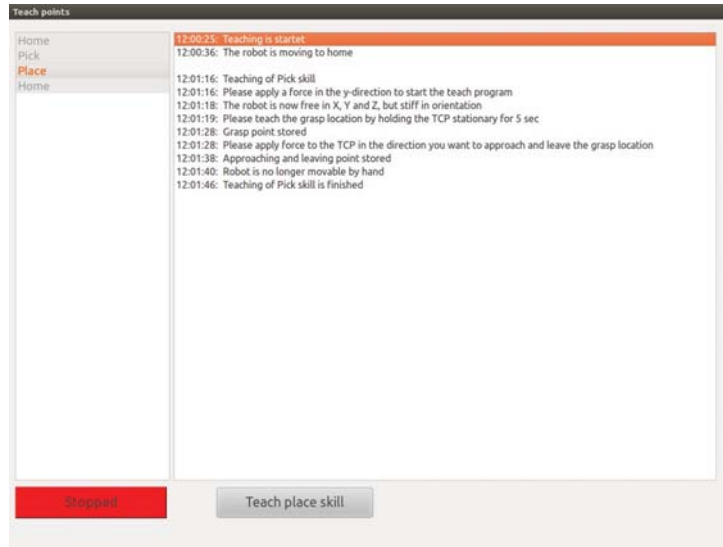 Teach points
Home
Pick
Place
Home
12:00:25: Teaching is startet
12:00:36: The robot is moving to home
12:01:16: Teaching of Pick skill
12:01:16: Please apply a force in the y-direction to start the teach program
12:01:18: The robot is now free in X, Y and Z, but stiff in orientation
12:01:19: Please teach the grasp location by holding the TCP stationary for 5 sec
12:01:28: Grasp point stored
12:01:28: Please apply force to the TCP in the direction you want to approach and leave the grasp location
12:01:38: Approaching and leaving point stored
12:01:40: Robot is no longer movable by hand
12:01:46: Teaching of Pick skill is finished
Stopped
Teach place skill